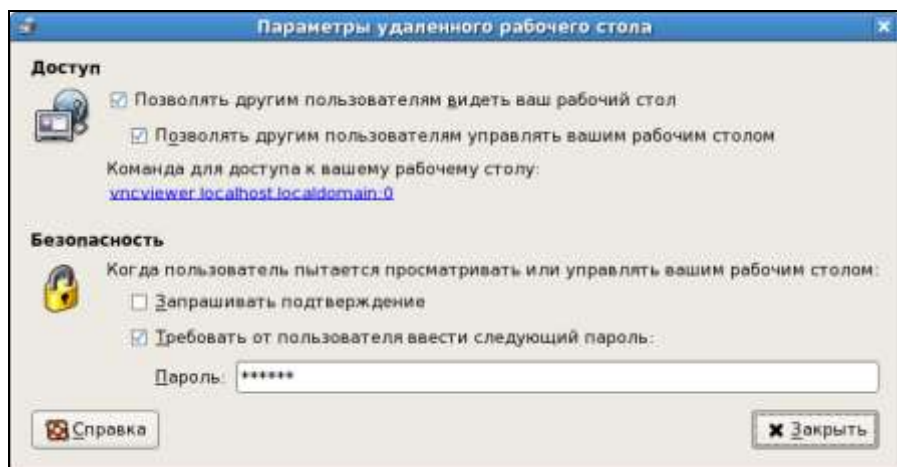 Параметры удаленного рабочего стола
Доступ
Позволять другим пользователям видеть ваш рабочий стол
Позволять другим пользователям управлять вашим рабочим столом
Команда для доступа к вашему рабочему столу:
vncviewer localhost.localdomain:0
Безопасность
Когда пользователь пытается просматривать или управлять вашим рабочим столом:
Запрашивать подтверждение
Требовать от пользователя ввести следующий пароль:
Пароль: ******
Справка
Закрыть